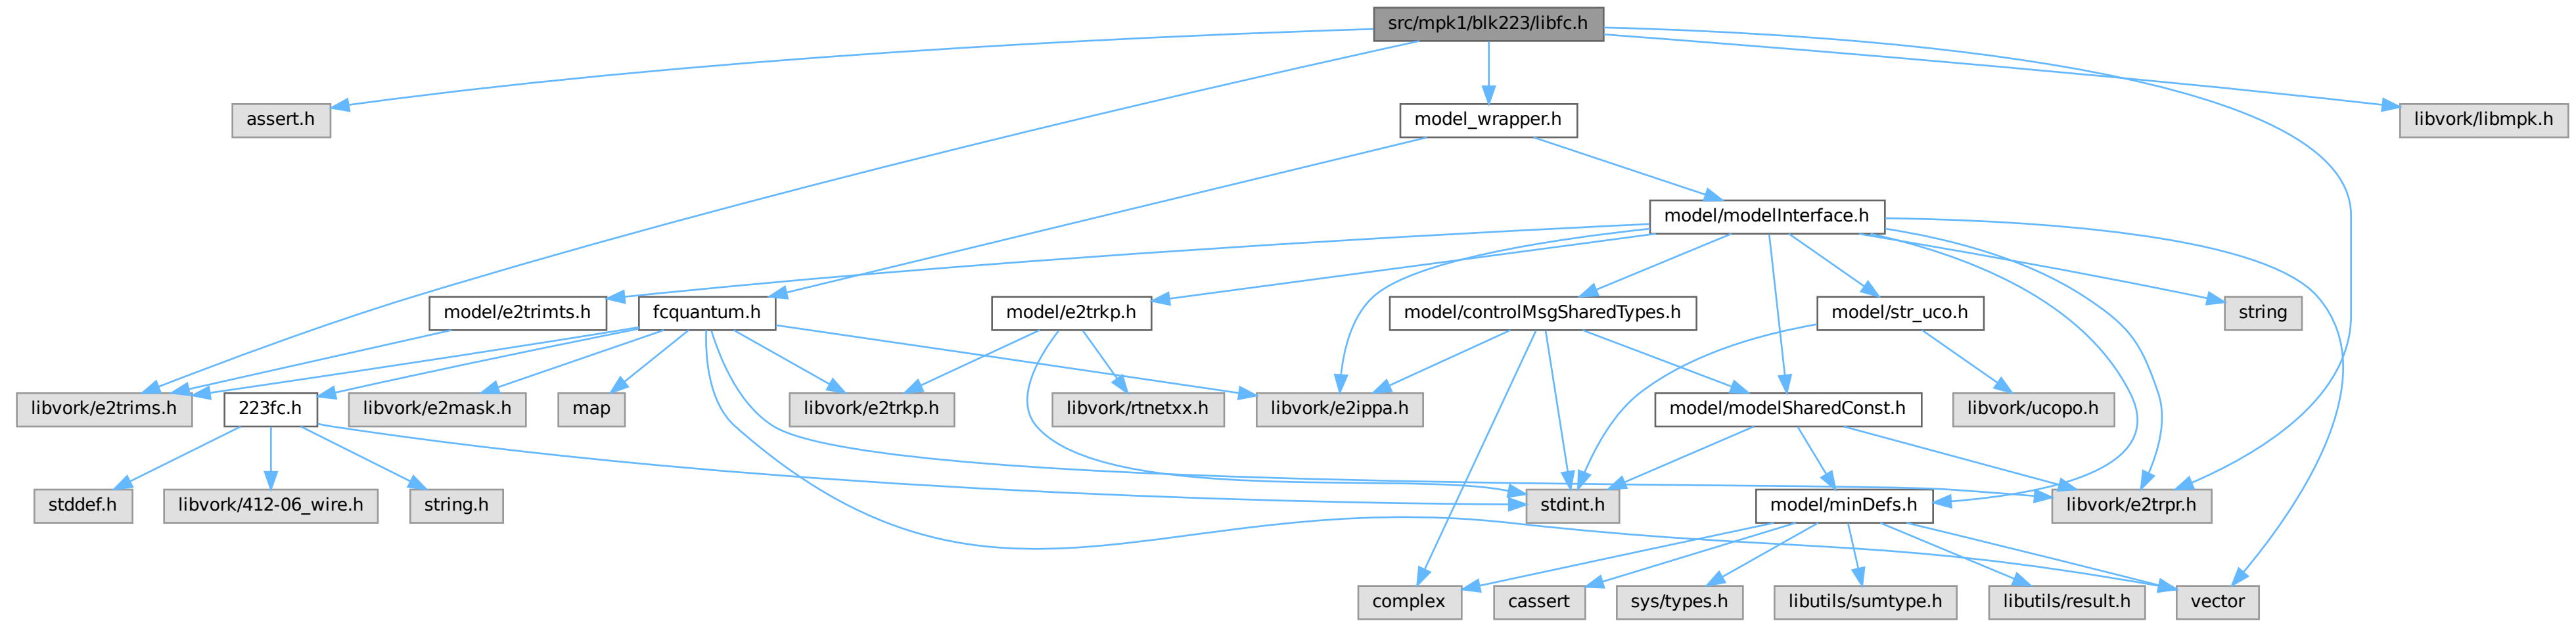 src/mpk1/blk223/libfc.h
assert.h
model_wrapper.h
libvork/libmpk.h
model/modelInterface.h
model/e2trimts.h
fcquantum.h
model/e2trkp.h
model/controlMsgSharedTypes.h
model/str_uco.h
string
libvork/e2trims.h
223fc.h
libvork/e2mask.h
map
libvork/e2trkp.h
libvork/rtnetxx.h
libvork/e2ippa.h
model/modelSharedConst.h
libvork/ucopo.h
stddef.h
libvork/412-06_wire.h
string.h
stdint.h
model/minDefs.h
libvork/e2trpr.h
complex
cassert
sys/types.h
libutils/sumtype.h
libutils/result.h
vector